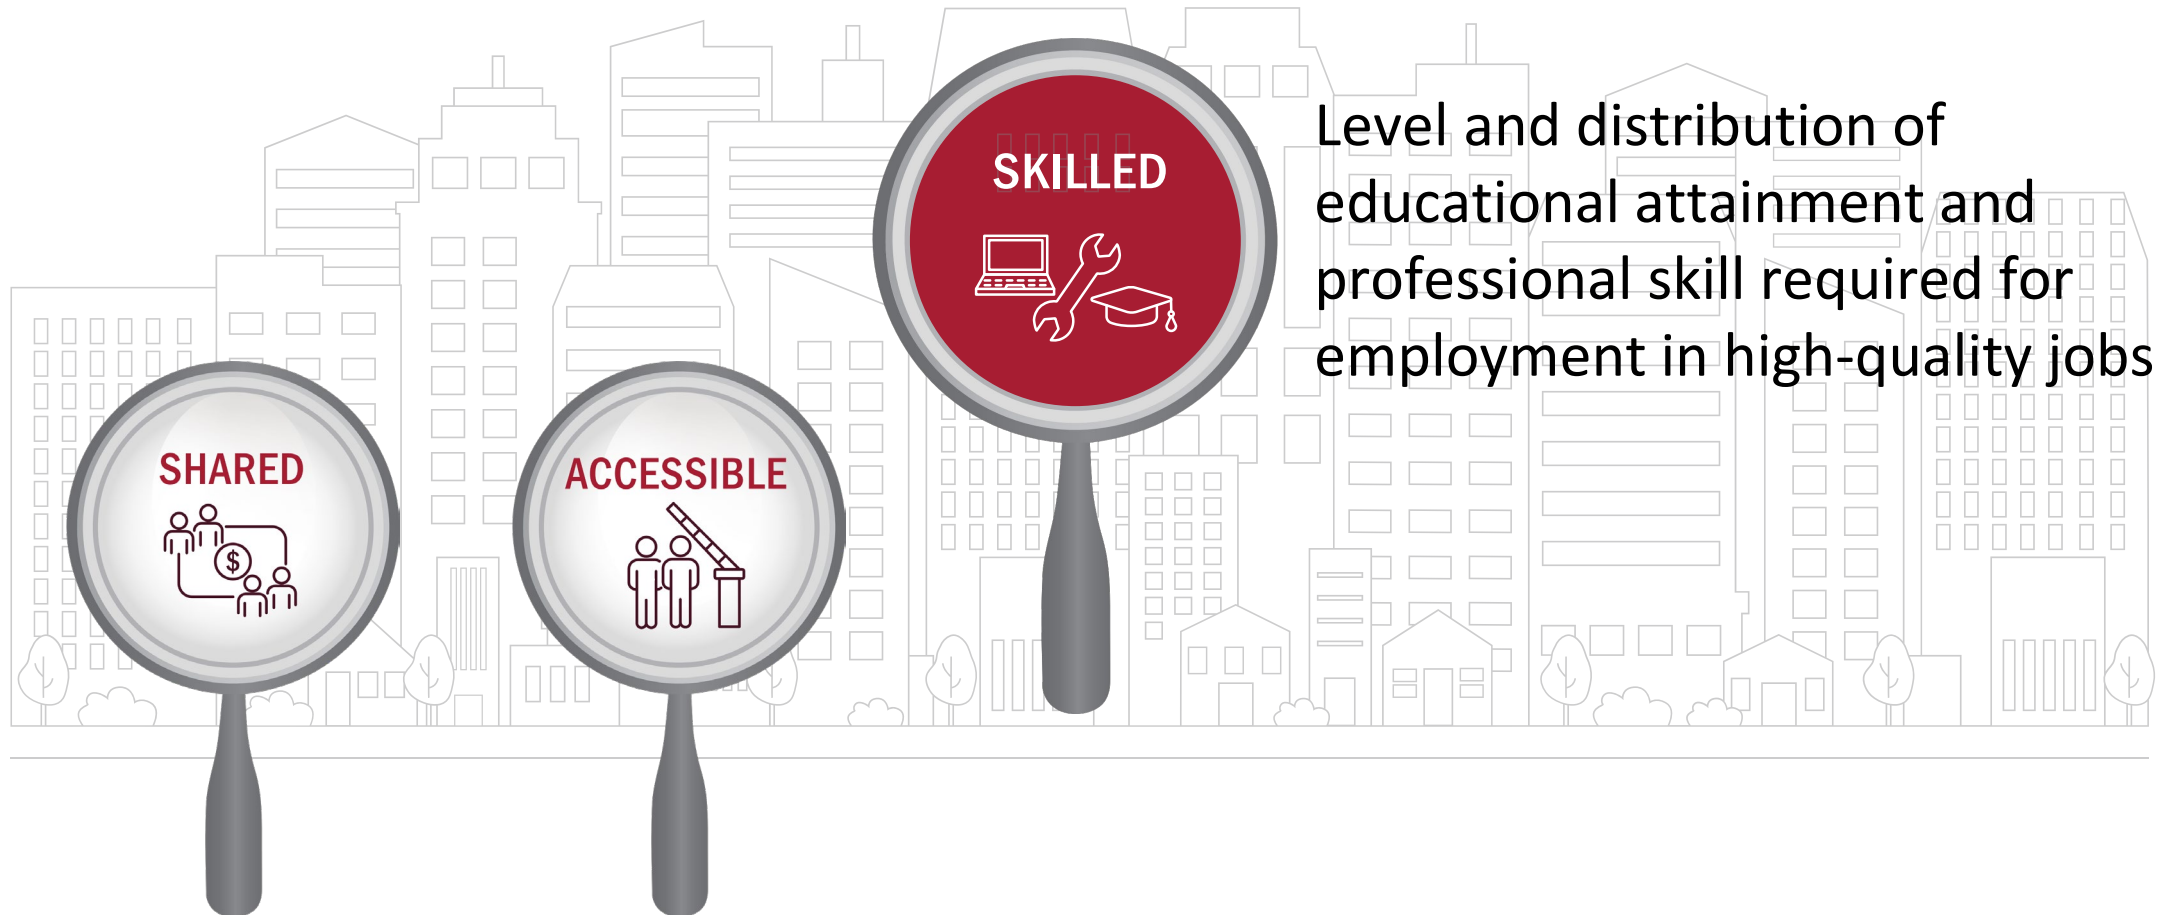 SKILLED
Level and distribution of
educational attainment and
professional skill required for
employment in high-quality jobs
SHARED
$
ACCESSIBLE